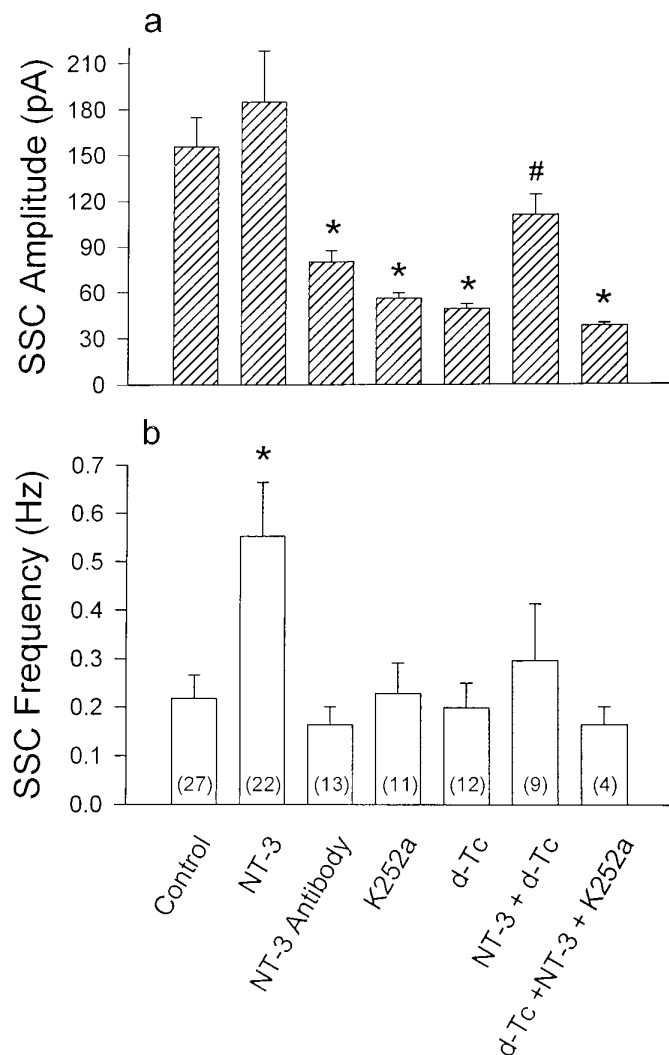 a
SSC Amplitude (pA)
210
180
150
120
90
60
30
0
*
*
*
#
*
b
SSC Frequency (Hz)
0.7
0.6
0.5
0.4
0.3
0.2
0.1
0.0
*
(27)
(22)
(13)
(11)
(12)
(9)
(4)
Control
NT-3
NT-3 Antibody
K252a
d-Tc
NT-3 + d-Tc
d-Tc +NT-3 + K252a